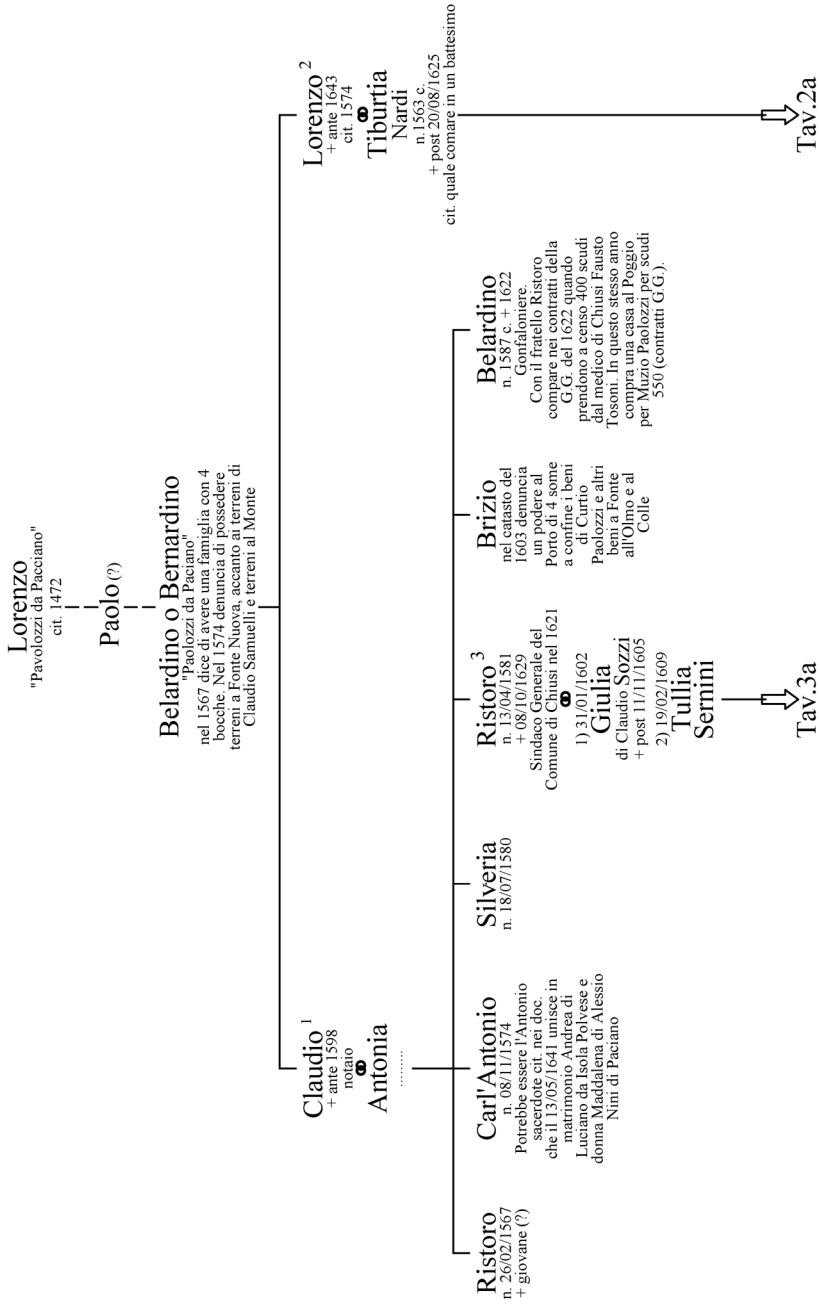 Lorenzo
"Pavolozzi da Pacciano"
cit. 1472
Paolo (?)
Belardino o Bernardino
"Paolozzi da Paciano"
nel 1567 dice di avere una famiglia con 4
bocche. Nel 1574 denuncia di possedere
terreni a Fonte Nuova, accanto ai terreni di
Claudio Samuelli e terreni al Monte
Claudio 1
+ ante 1598
notaio
Antonia
..........
Lorenzo 2
+ ante 1643
cit. 1574
Tiburtia
Nardi
n.1563 c.
+ post 20/08/1625
cit. quale comare in un battesimo
Ristoro
n. 26/02/1567
+ giovane (?)
Carl'Antonio
n. 08/11/1574
Potrebbe essere l'Antonio
sacerdote cit. nei doc.
che il 13/05/1641 unisce in
matrimonio Andrea di
Luciano da Isola Polvese e
donna Maddalena di Alessio
Nini di Paciano
Silveria
n. 18/07/1580
Ristoro 3
n. 13/04/1581
+ 08/10/1629
Sindaco Generale del
Comune di Chiusi nel 1621
1) 31/01/1602
Giulia
di Claudio Sozzi
+ post 11/11/1605
2) 19/02/1609
Tullia
Sernini
Brizio
nel catasto del
1603 denuncia
un podere al
Porto di 4 some
a confine i beni
di Curtio
Paolozzi e altri
beni a Fonte
all'Olmo e al
Colle
Belardino
n. 1587 c. + 1622
Gonfaloniere.
Con il fratello Ristoro
compare nei contratti della
G.G. del 1622 quando
prendono a censo 400 scudi
dal medico di Chiusi Fausto
Tosoni. In questo stesso anno
compra una casa al Poggio
per Muzio Paolozzi per scudi
550 (contratti G.G.).
Tav.3a
Tav.2a